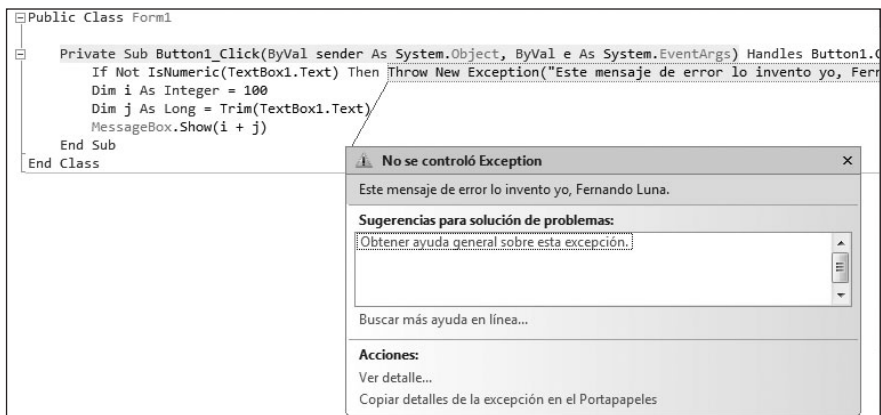 Public Class Form1
Private Sub Button1_Click(ByVal sender As System.Object, ByVal e As System.EventArgs) Handles Button1.C
If Not IsNumeric(TextBox1.Text) Then Throw New Exception("Este mensaje de error lo invento yo, Fern
Dim i As Integer = 100
Dim j As Long = Trim(TextBox1.Text)
MessageBox.Show(i + j)
End Sub
End Class
No se controló Exception
Este mensaje de error lo invento yo, Fernando Luna.
Sugerencias para solución de problemas:
Obtener ayuda general sobre esta excepción.
Buscar más ayuda en línea...
Acciones:
Ver detalle...
Copiar detalles de la excepción en el Portapapeles